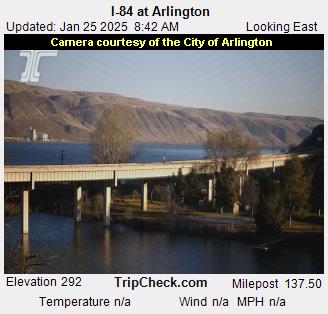 I-84 at Arlington
Updated: Jan 25 2025 8:42 AM Looking East
Camera courtesy of the City of Arlington
Elevation 292 TripCheck.com Milepost 137.50
Temperature n/a Wind n/a MPH n/a